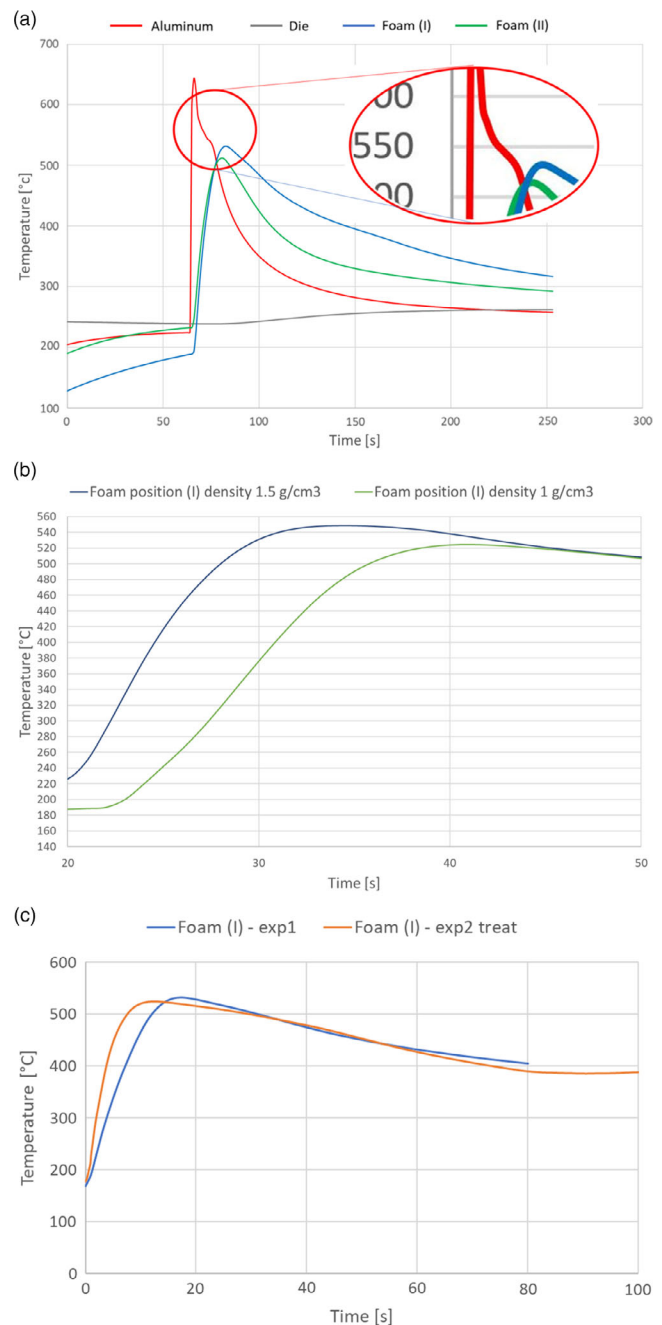 (a)
Aluminum Die Foam (I) Foam (II)
700
600
500
400
300
200
100
Temperature [°c]
00
550
00
0 50 100 150 200 250 300
Time [s]
(b)
Foam position (I) density 1.5 g/cm3 Foam position (I) density 1 g/cm3
560
540
520
500
480
460
440
420
400
380
360
340
320
300
280
260
240
220
200
180
160
140
Temperature [°C]
20 30 40 50
Time [s]
(c)
Foam (I) - exp1 Foam (I) - exp2 treat
600
500
400
300
200
100
0
Temperature [°C]
0 20 40 60 80 100
Time [s]